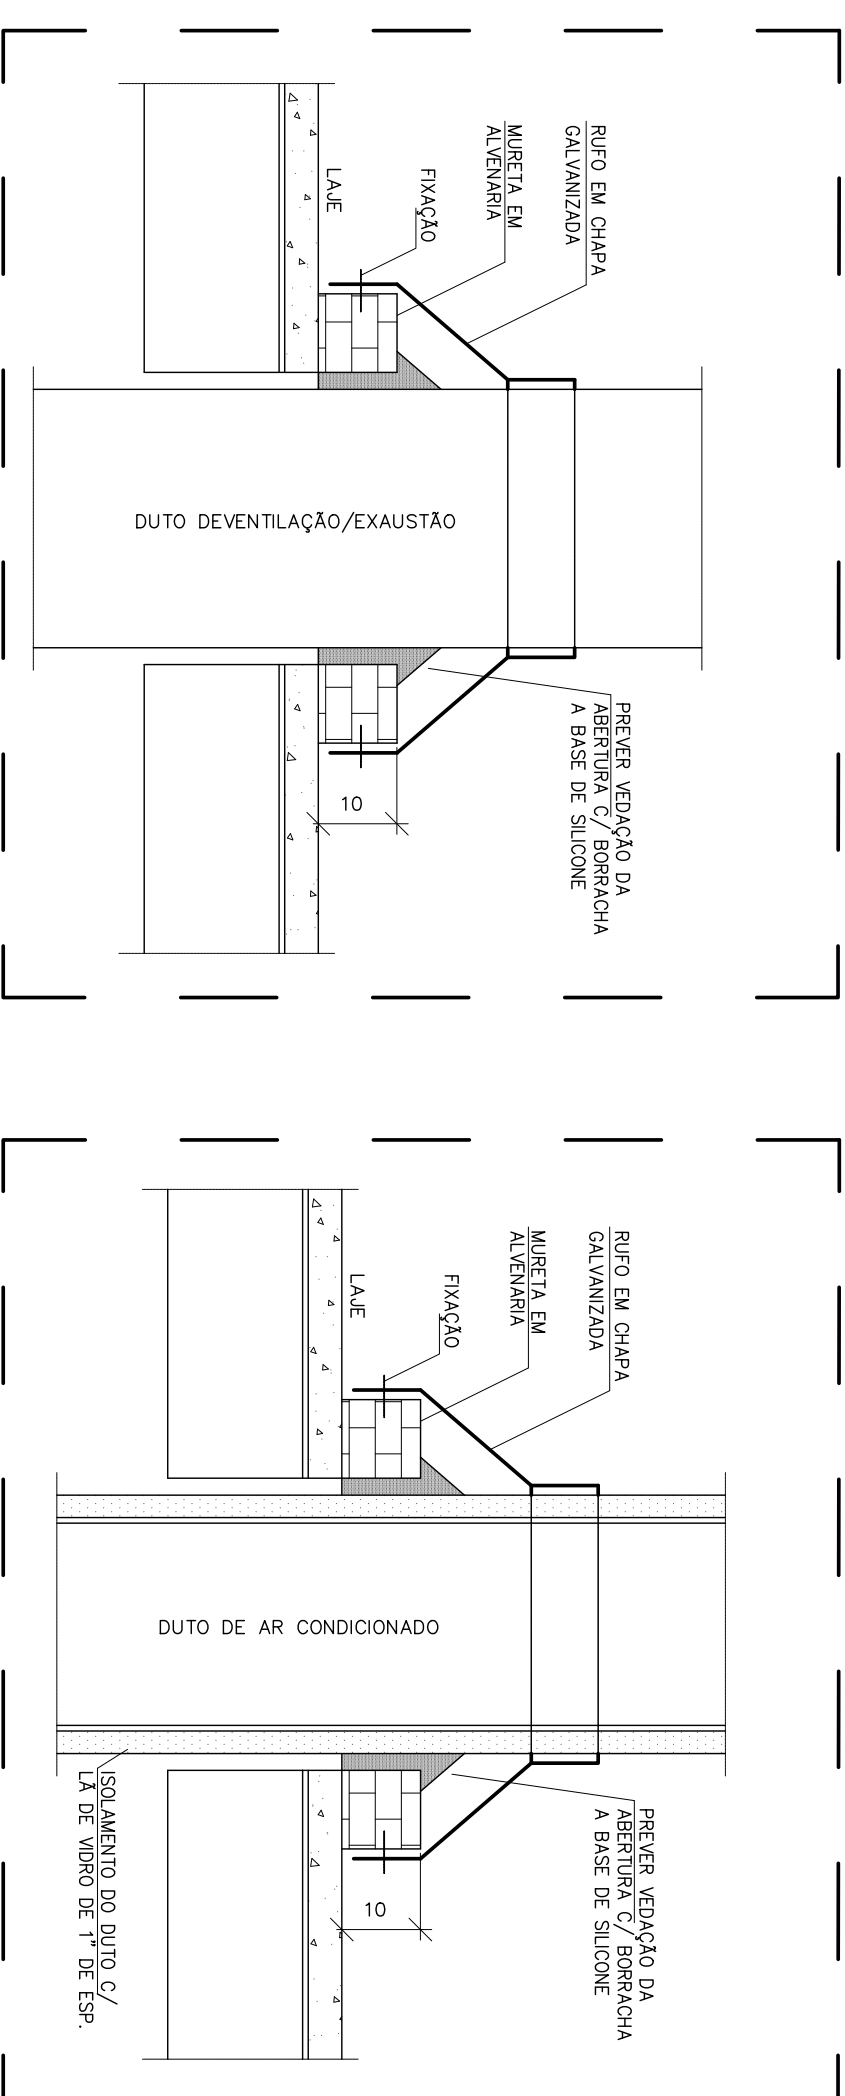 RUFO EM CHAPA
GALVANIZADA
MURETA EM
ALVENARIA
FIXAÇÃO
LAJE
DUTO DEVENTILAÇÃO/EXAUSTÃO
PREVER VEDAÇÃO DA
ABERTURA C/ BORRACHA
A BASE DE SILICONE
10
RUFO EM CHAPA
GALVANIZADA
MURETA EM
ALVENARIA
FIXAÇÃO
LAJE
DUTO DE AR CONDICIONADO
PREVER VEDAÇÃO DA
ABERTURA C/ BORRACHA
A BASE DE SILICONE
10
ISOLAMENTO DO DUTO C/
LÃ DE VIDRO DE 1" DE ESP.